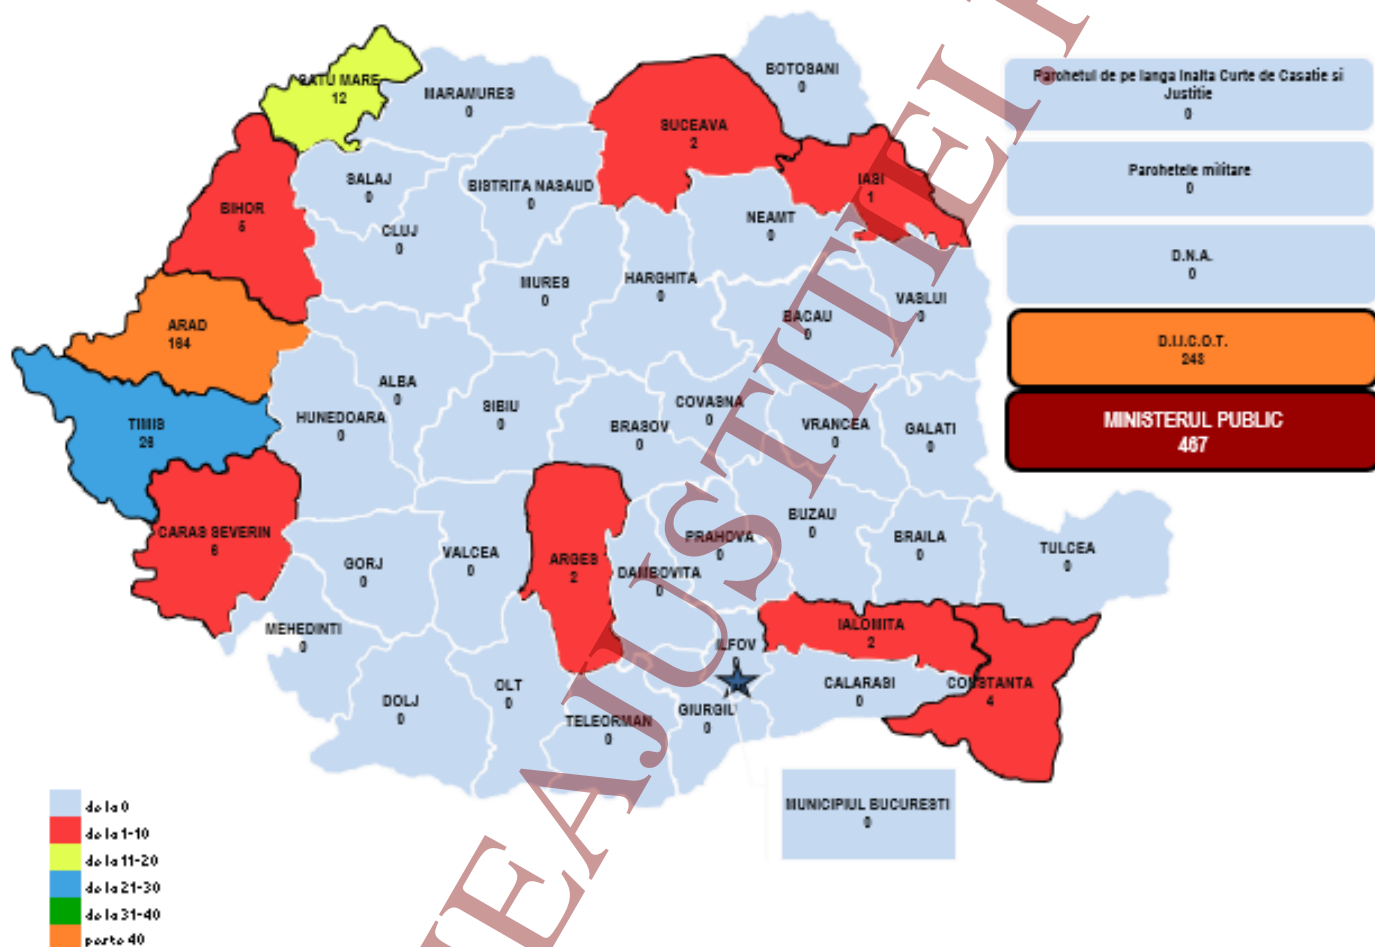 BOTOSANI
0
Parchetul de pe langa Inalta Curte de Casatie si
Justitie
0
SATU MARE
12
MARAMURES
0
SUCEAVA
2
IASI
1
Parchetele militare
0
SALAJ
0
BISTRITA NASAUD
0
BIHOR
5
CLUJ
0
NEAMT
0
D.N.A.
0
MURES
0
HARGHITA
0
BACAU
0
VASLUI
0
ARAD
164
D.I.I.C.O.T.
243
ALBA
0
HUNEDOARA
0
SIBIU
0
BRASOV
0
COVASNA
0
VRANCEA
0
GALATI
0
TIMIS
26
MINISTERUL PUBLIC
467
CARAS SEVERIN
6
GORJ
0
VALCEA
0
ARGES
2
DAMBOVITA
0
PRAHOVA
0
BUZAU
0
BRAILA
0
TULCEA
0
MEHEDINTI
0
ILFOV
0
IALOMITA
2
DOLJ
0
OLT
0
TELEORMAN
0
GIURGIU
0
CALARASI
0
CONSTANTA
4
MUNICIPIUL BUCURESTI
0
de la 0
de la 1-10
de la 11-20
de la 21-30
de la 31-40
peste 40